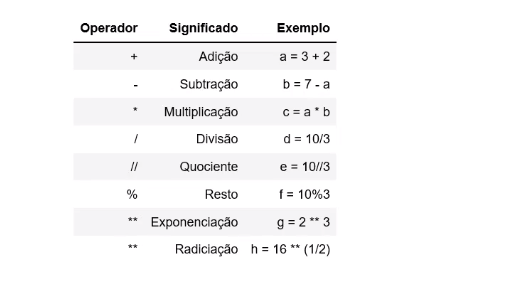 Operador Significado Exemplo
+ Adição a = 3 + 2
- Subtração b = 7 - a
* Multiplicação c = a * b
/ Divisão d = 10/3
// Quociente e = 10//3
% Resto f = 10%3
** Exponenciação g = 2 ** 3
** Radiciação h = 16 ** (1/2)